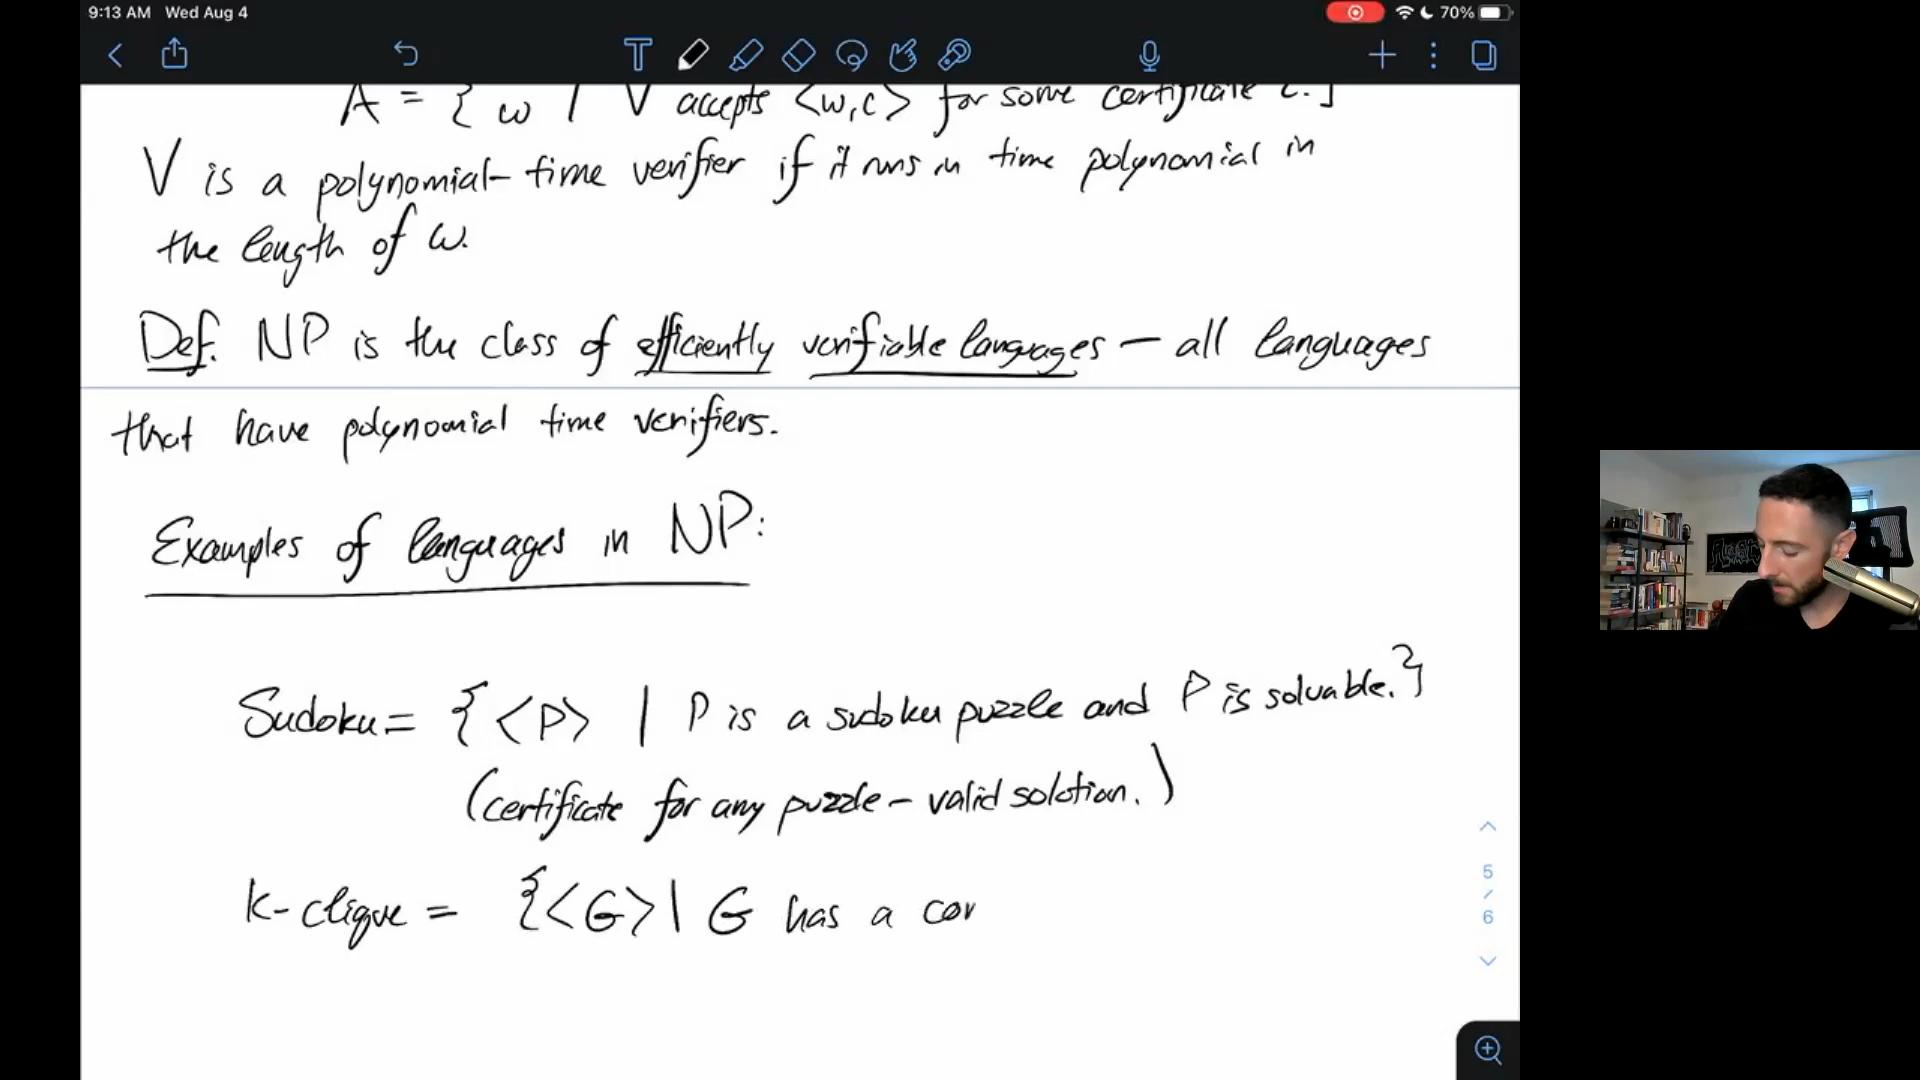 9:13 AM Wed Aug 4
70%
A = { w | V accepts <w,c> for some certificate c. }
V is a polynomial-time verifier if it runs in time polynomial in
the length of w.
Def. NP is the class of efficiently verifiable languages — all languages
that have polynomial time verifiers.
Examples of languages in NP:
Sudoku = { <P> | P is a sudoku puzzle and P is solvable. }
(certificate for any puzzle - valid solution.)
K-clique = { <G> | G has a cor
5
/
6